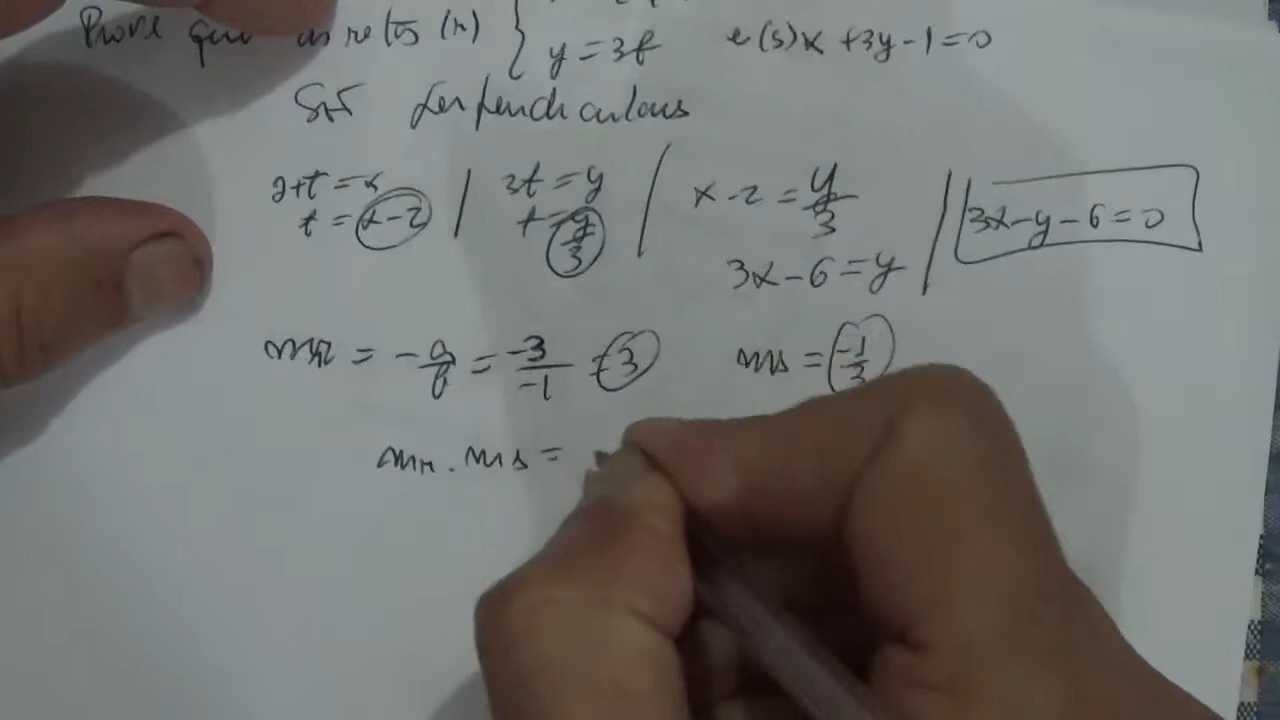 Prove que as retas (r) { y = 3t e (s) x + 3y - 1 = 0
São perpendiculares
2+t = x | 3t = y | x - 2 = y/3 | 3x - y - 6 = 0
t = x-2 | t = y/3 | 3x - 6 = y
mr = -a/b = -3/-1 = 3 ms = -1/3
mr . ms =